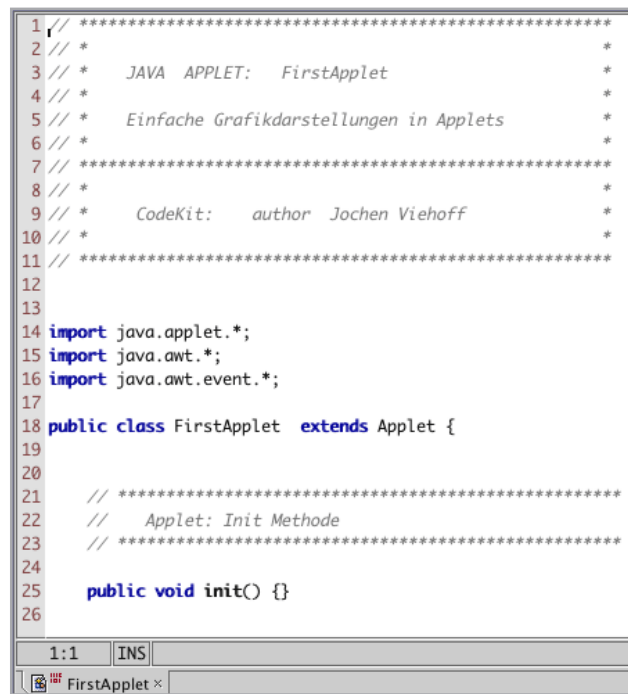 1 // *******************************************************
2 // * *
3 // * JAVA APPLET: FirstApplet *
4 // * *
5 // * Einfache Grafikdarstellungen in Applets *
6 // * *
7 // *******************************************************
8 // * *
9 // * CodeKit: author Jochen Viehoff *
10 // * *
11 // *******************************************************
12
13
14 import java.applet.*;
15 import java.awt.*;
16 import java.awt.event.*;
17
18 public class FirstApplet extends Applet {
19
20
21 // ****************************************************
22 // Applet: Init Methode
23 // ****************************************************
24
25 public void init() {}
26
1:1 INS
FirstApplet ×